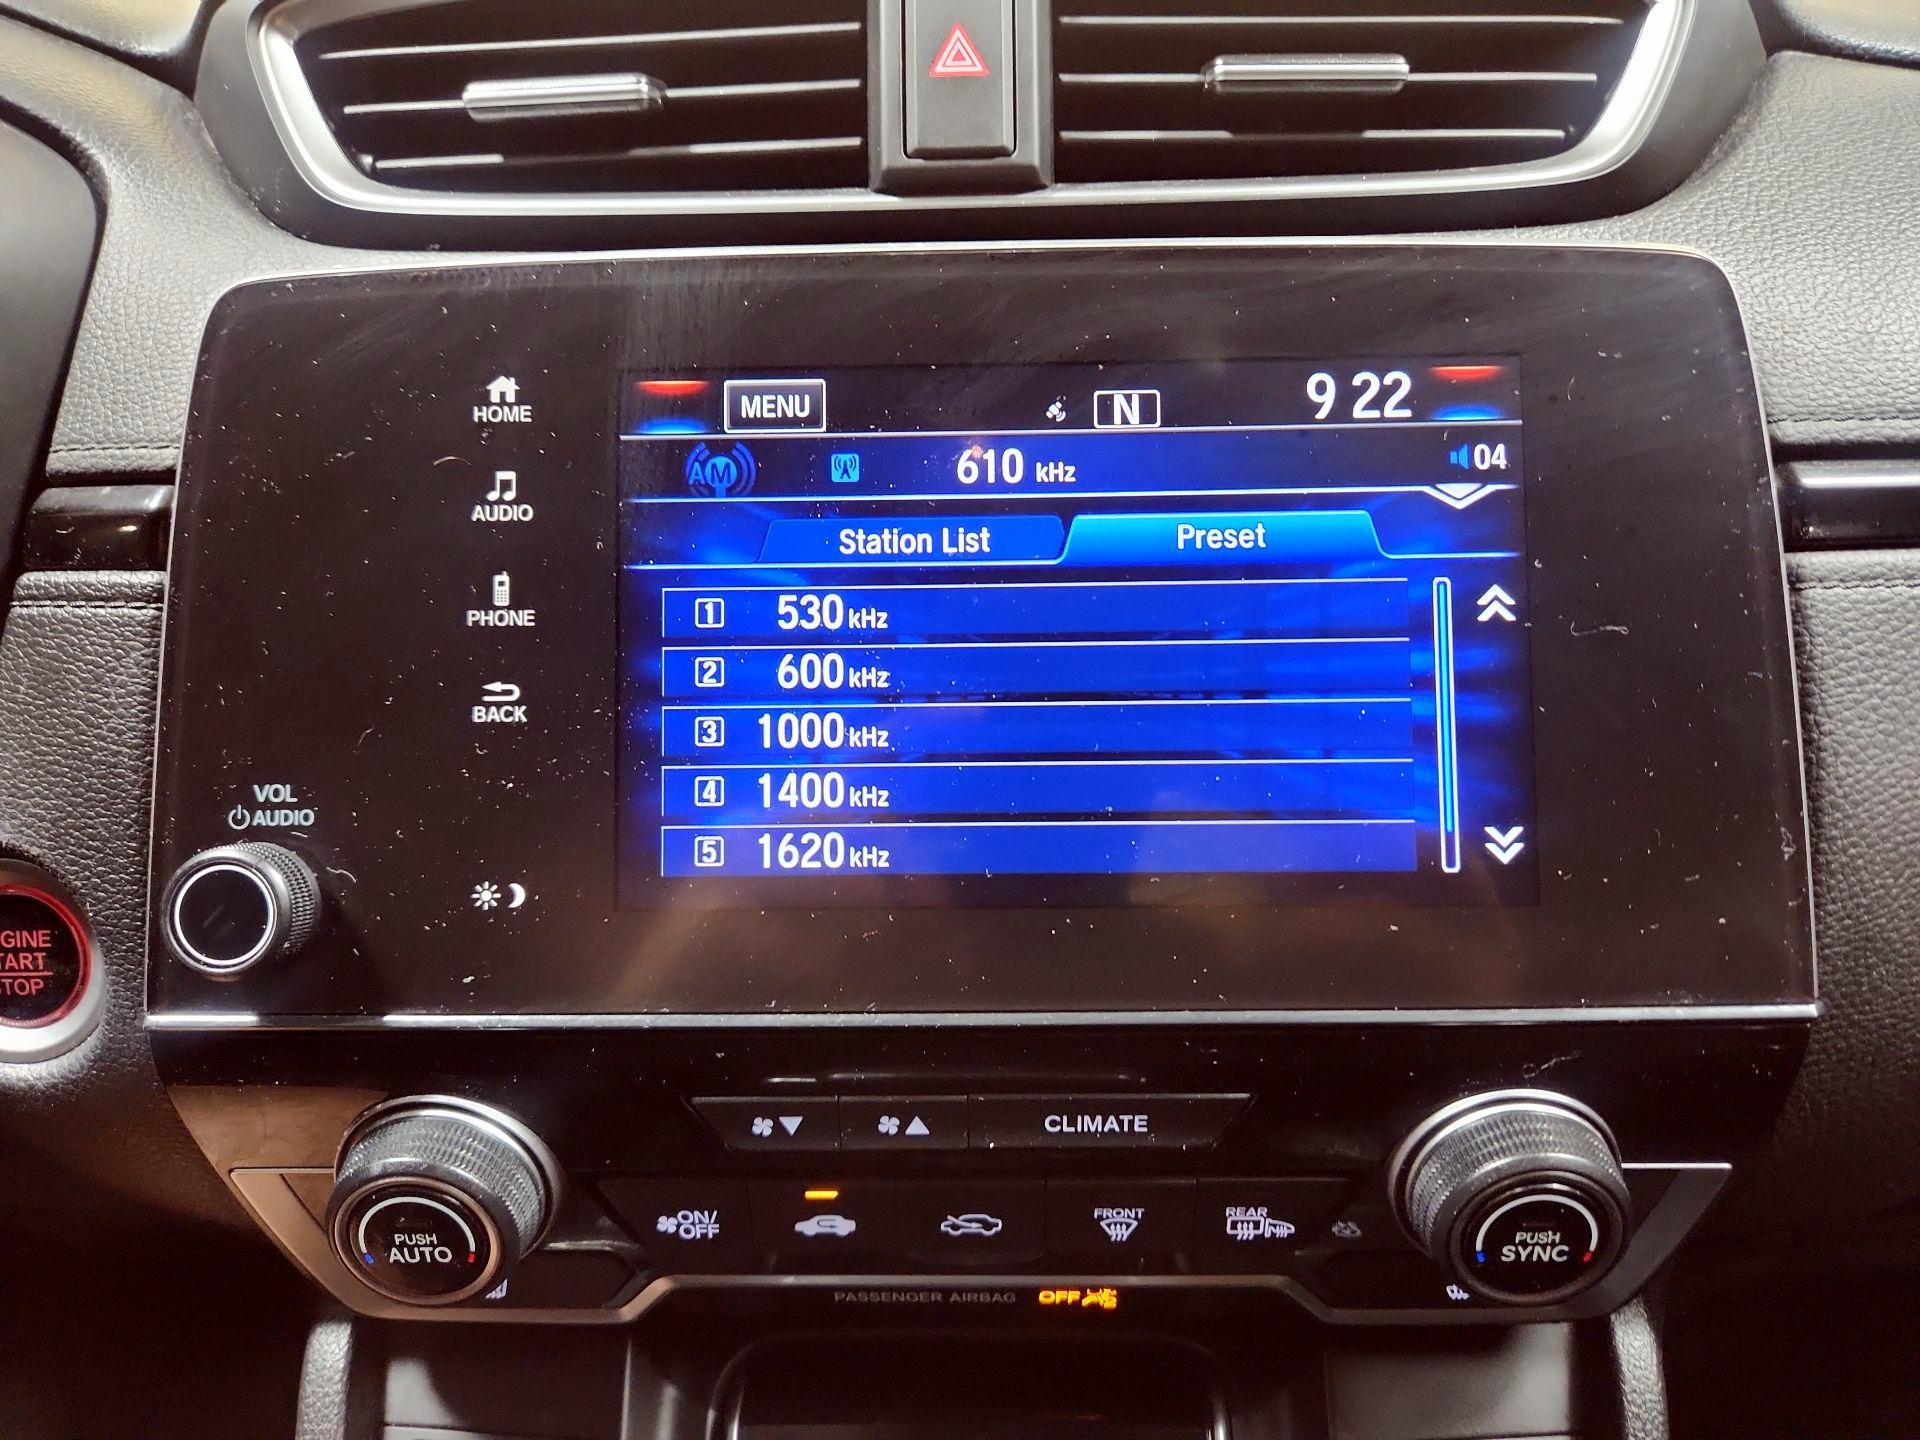 HOME
AUDIO
PHONE
BACK
VOL
AUDIO
MENU
N
9 22
AM
610 kHz
04
Station List
Preset
1 530 kHz
2 600 kHz
3 1000 kHz
4 1400 kHz
5 1620 kHz
GINE
TART
STOP
CLIMATE
PUSH
AUTO
ON/
OFF
FRONT
REAR
PUSH
SYNC
PASSENGER AIRBAG OFF